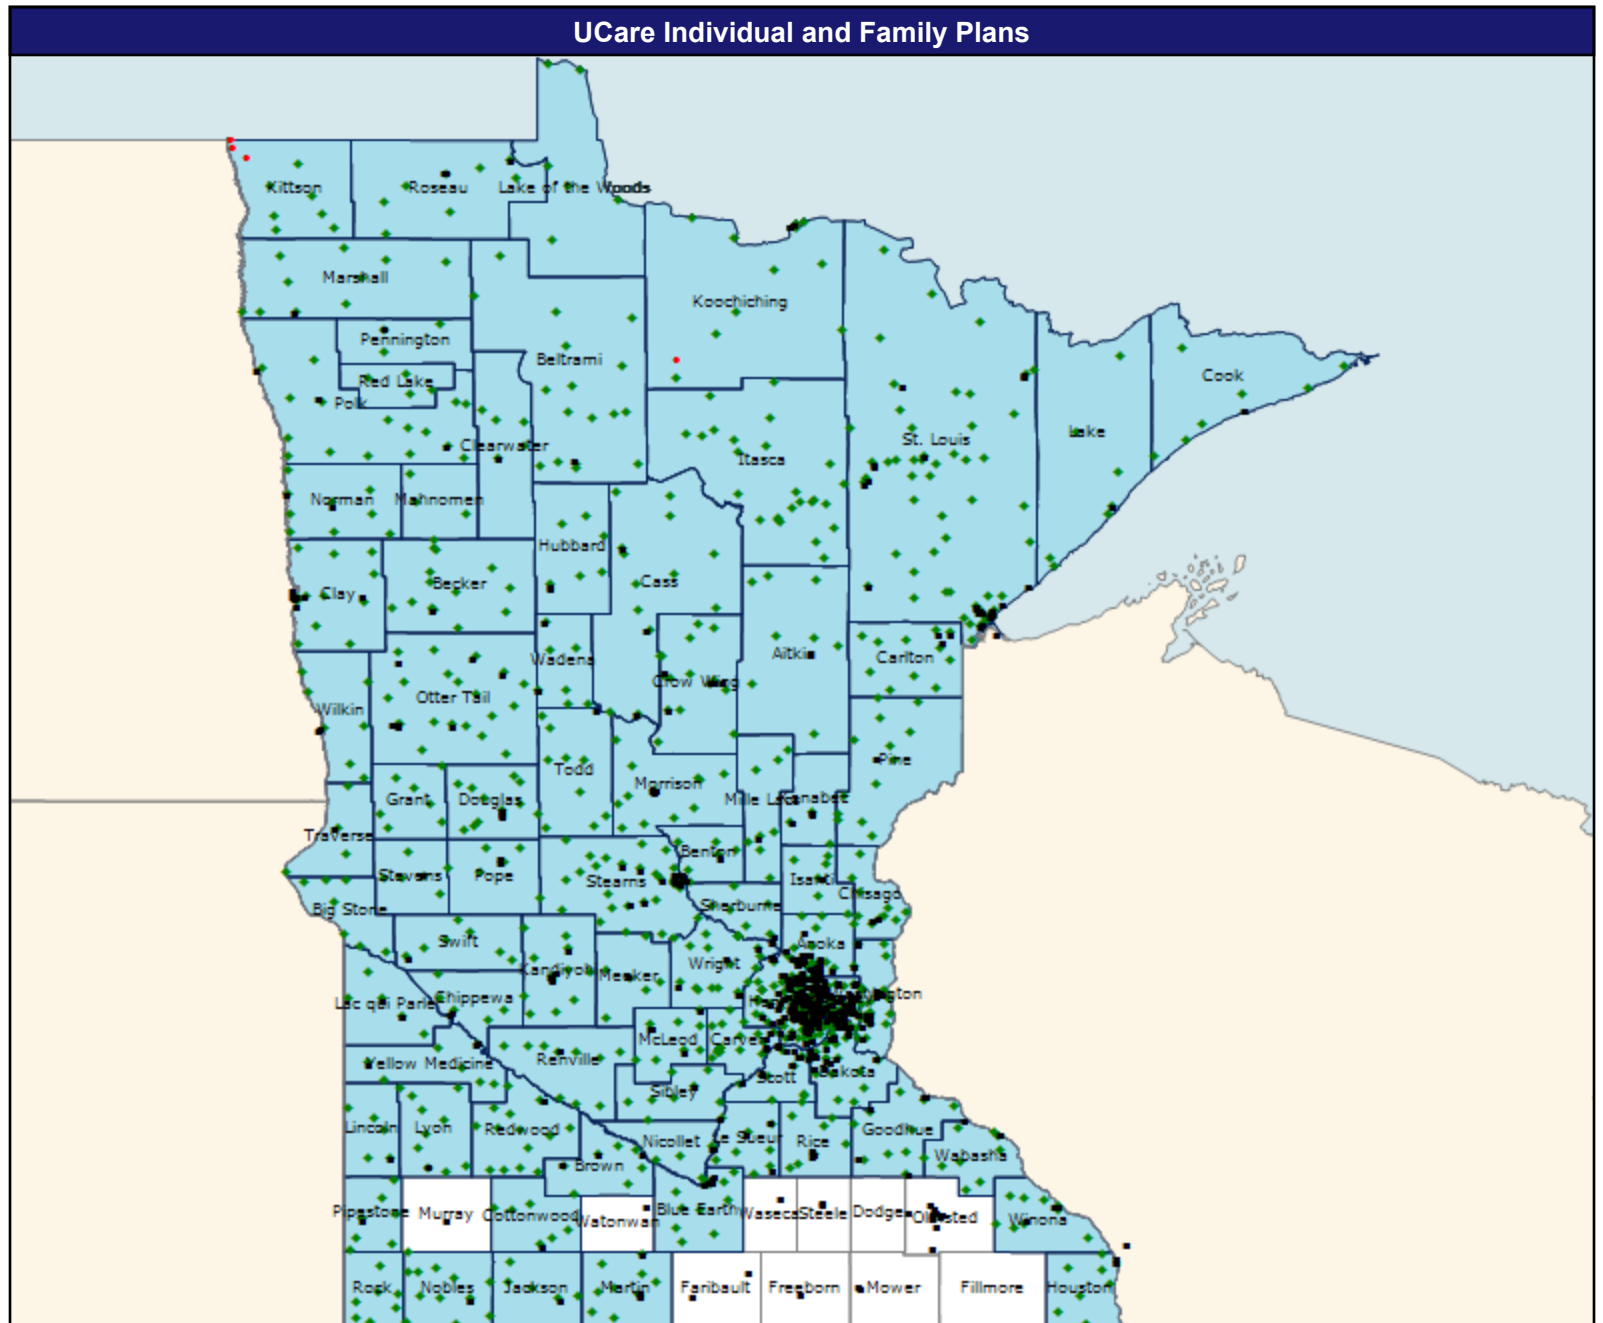 UCare Individual and Family Plans
Kittson
Roseau
Lake of the Woods
Marshall
Koochiching
Pennington
Beltrami
Red Lake
Cook
Polk
Lake
St. Louis
Clearwater
Itasca
Norman
Mahnomen
Hubbard
Cass
Becker
Clay
Aitkin
Carlton
Wadena
Crow Wing
Otter Tail
Wilkin
Pine
Todd
Morrison
Grant
Douglas
Mille Lacs
Kanabec
Traverse
Benton
Stevens
Pope
Stearns
Isanti
Chisago
Big Stone
Sherburne
Swift
Anoka
Wright
Kandiyohi
Meeker
Lac qui Parle
Chippewa
McLeod
Carver
Renville
Yellow Medicine
Scott
Dakota
Sibley
Lincoln
Lyon
Redwood
Nicollet
Le Sueur
Rice
Goodhue
Wabasha
Brown
Pipestone
Murray
Cottonwood
Watonwan
Blue Earth
Waseca
Steele
Dodge
Olmsted
Winona
Rock
Nobles
Jackson
Martin
Faribault
Freeborn
Mower
Fillmore
Houston